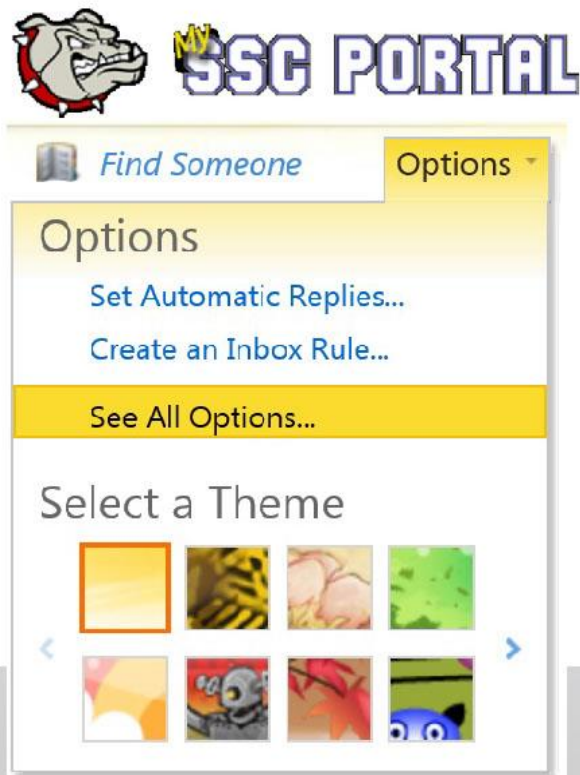 My SSC PORTAL
Find Someone
Options
Options
Set Automatic Replies...
Create an Inbox Rule...
See All Options...
Select a Theme